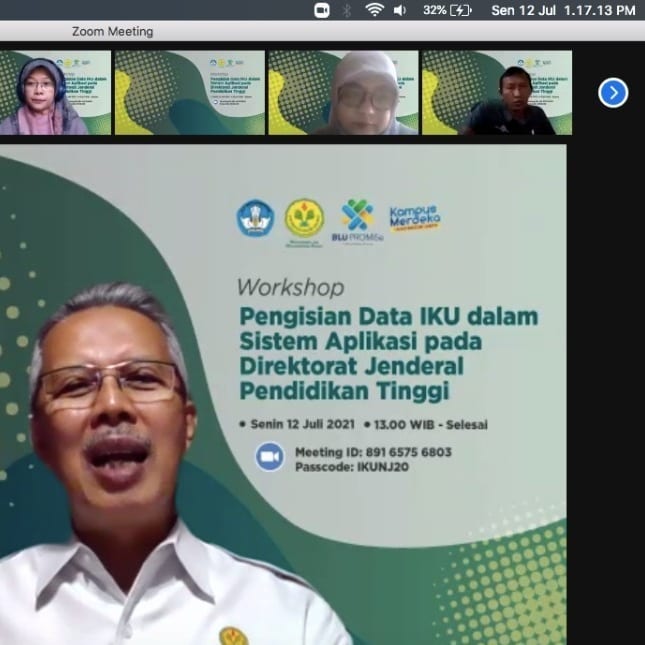 32% Sen 12 Jul 1.17.13 PM
Zoom Meeting
BLU PROMISe
Kampus
Merdeka
Workshop
Pengisian Data IKU dalam
Sistem Aplikasi pada
Direktorat Jenderal
Pendidikan Tinggi
• Senin 12 Juli 2021 • 13.00 WIB - Selesai
Meeting ID: 891 6575 6803
Passcode: IKUNJ20